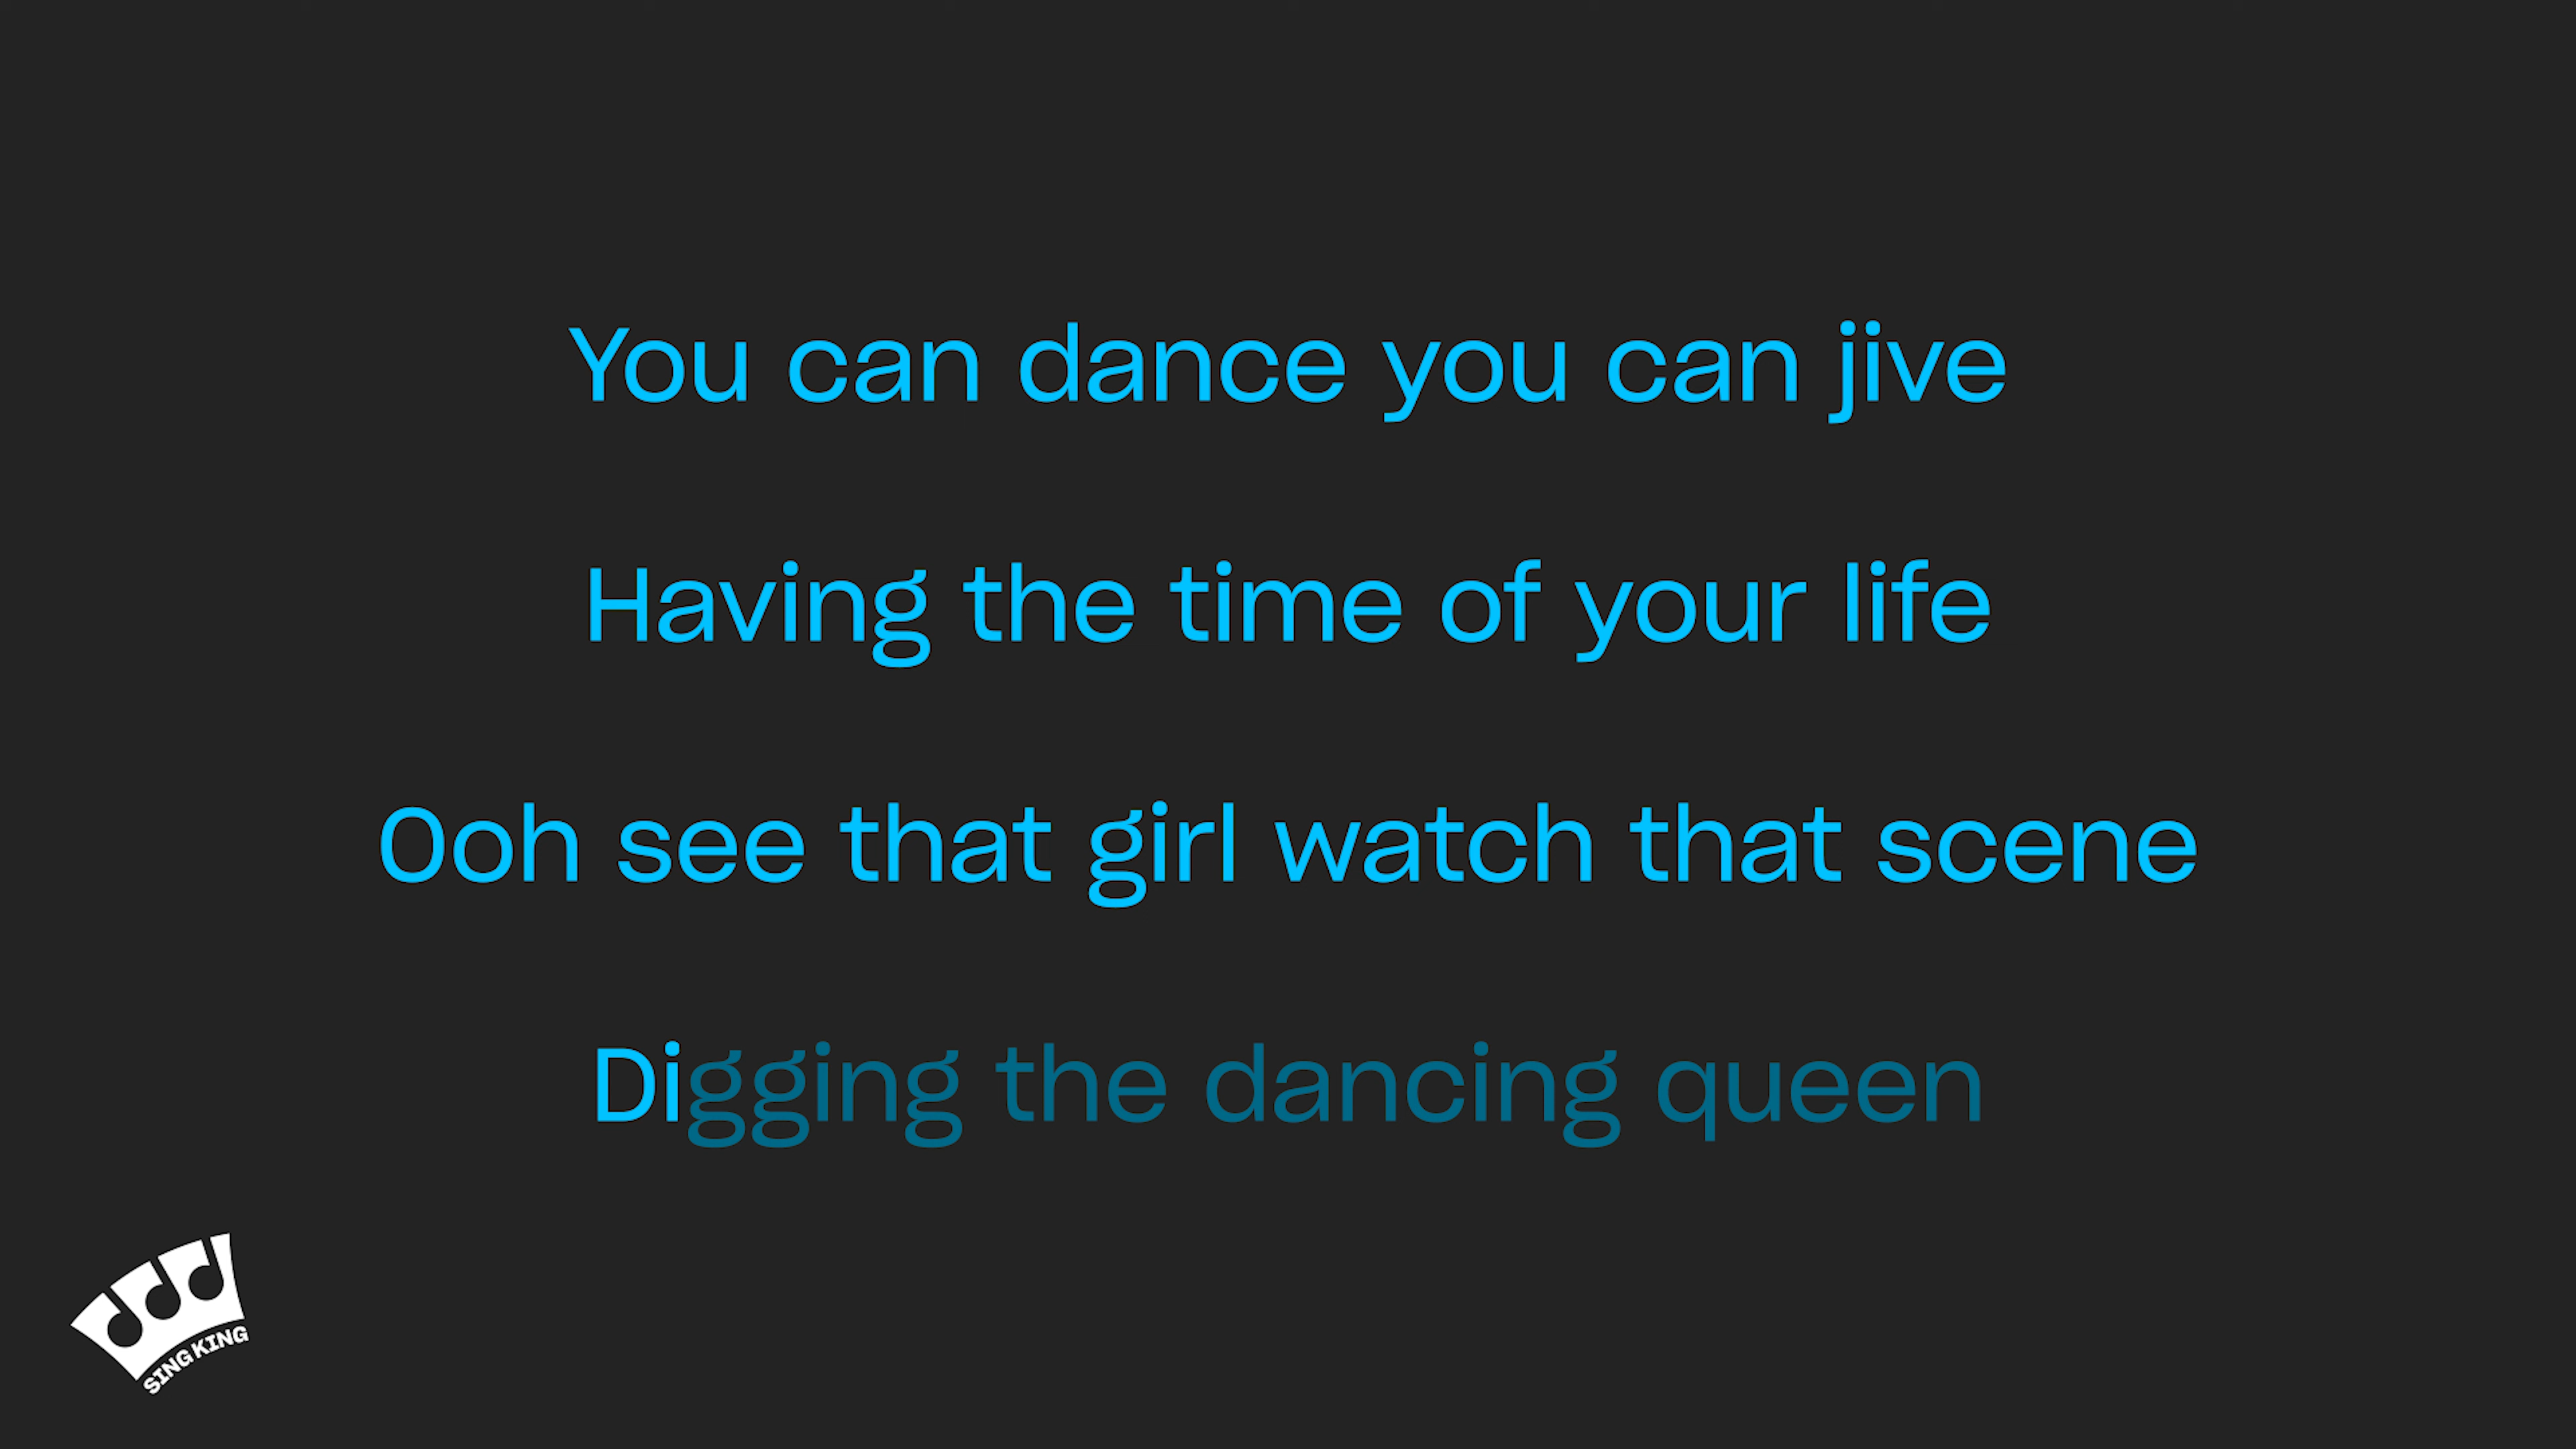 You can dance you can jive
Having the time of your life
Ooh see that girl watch that scene
Digging the dancing queen
SING KING